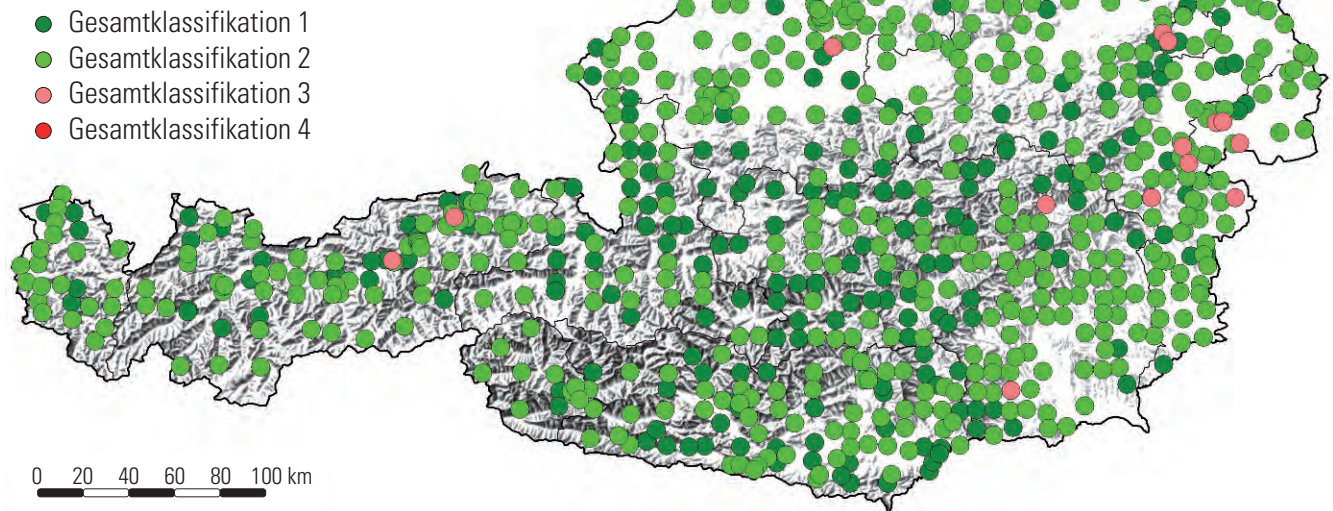 Gesamtklassifikation 1
Gesamtklassifikation 2
Gesamtklassifikation 3
Gesamtklassifikation 4
0 20 40 60 80 100 km